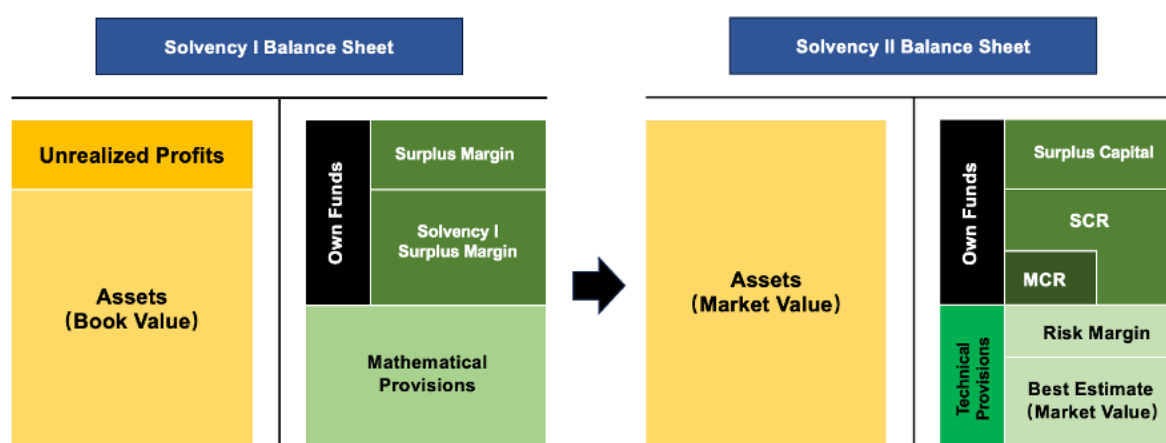 Solvency I Balance Sheet
Unrealized Profits
Assets
(Book Value)
Own Funds
Surplus Margin
Solvency I
Surplus Margin
Mathematical
Provisions
Solvency II Balance Sheet
Assets
(Market Value)
Own Funds
Surplus Capital
SCR
MCR
Technical
Provisions
Risk Margin
Best Estimate
(Market Value)